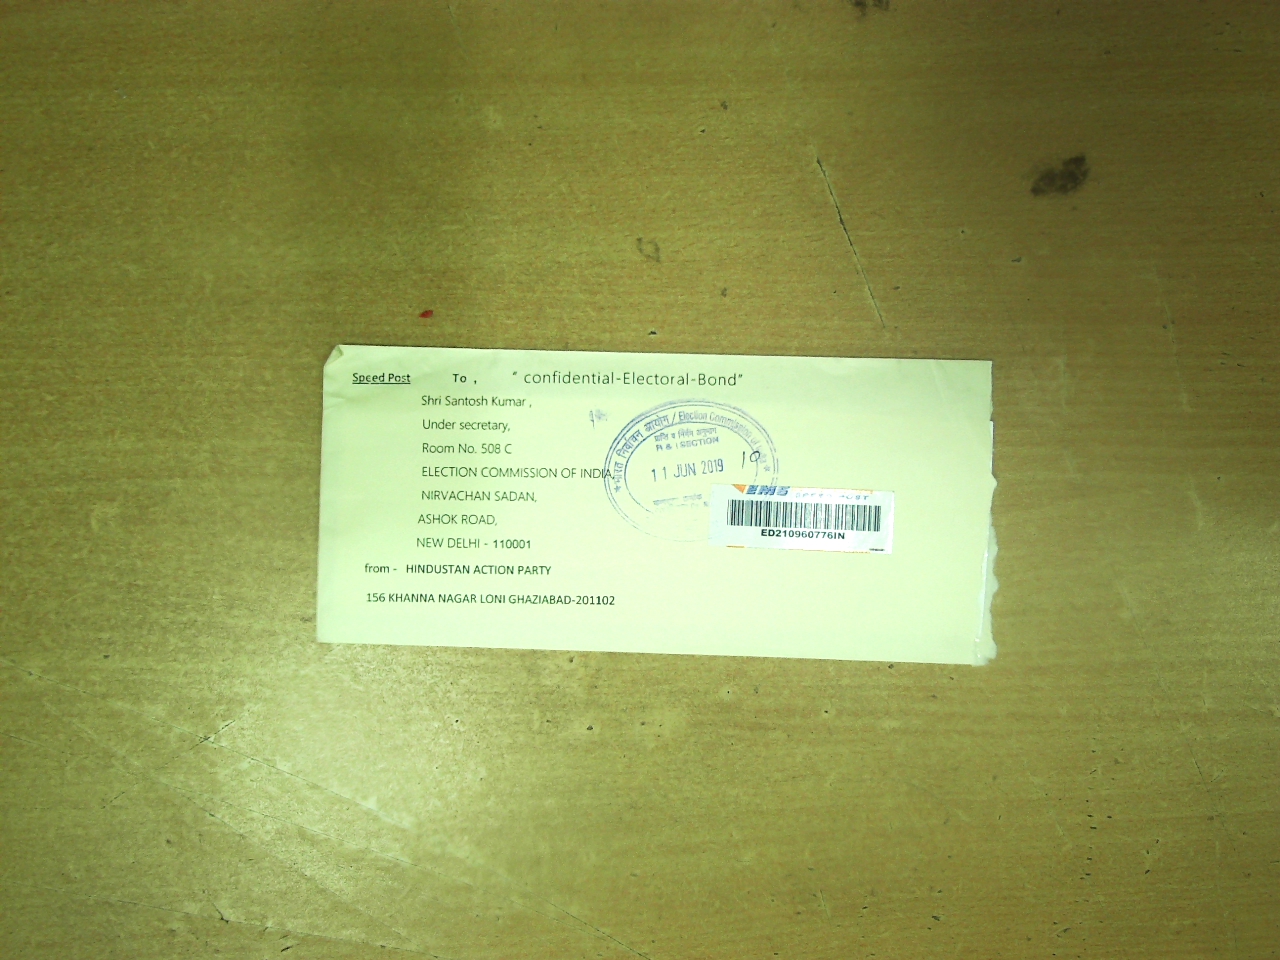 Speed Post To , " confidential-Electoral-Bond"
Shri Santosh Kumar ,
Under secretary,
Room No. 508 C
ELECTION COMMISSION OF INDIA,
NIRVACHAN SADAN,
ASHOK ROAD,
NEW DELHI - 110001
from - HINDUSTAN ACTION PARTY
156 KHANNA NAGAR LONI GHAZIABAD-201102
भारत निर्वाचन आयोग / Election Commission of India
R & I SECTION
11 JUN 2019
10
EMS SPEED POST
ED210960776IN